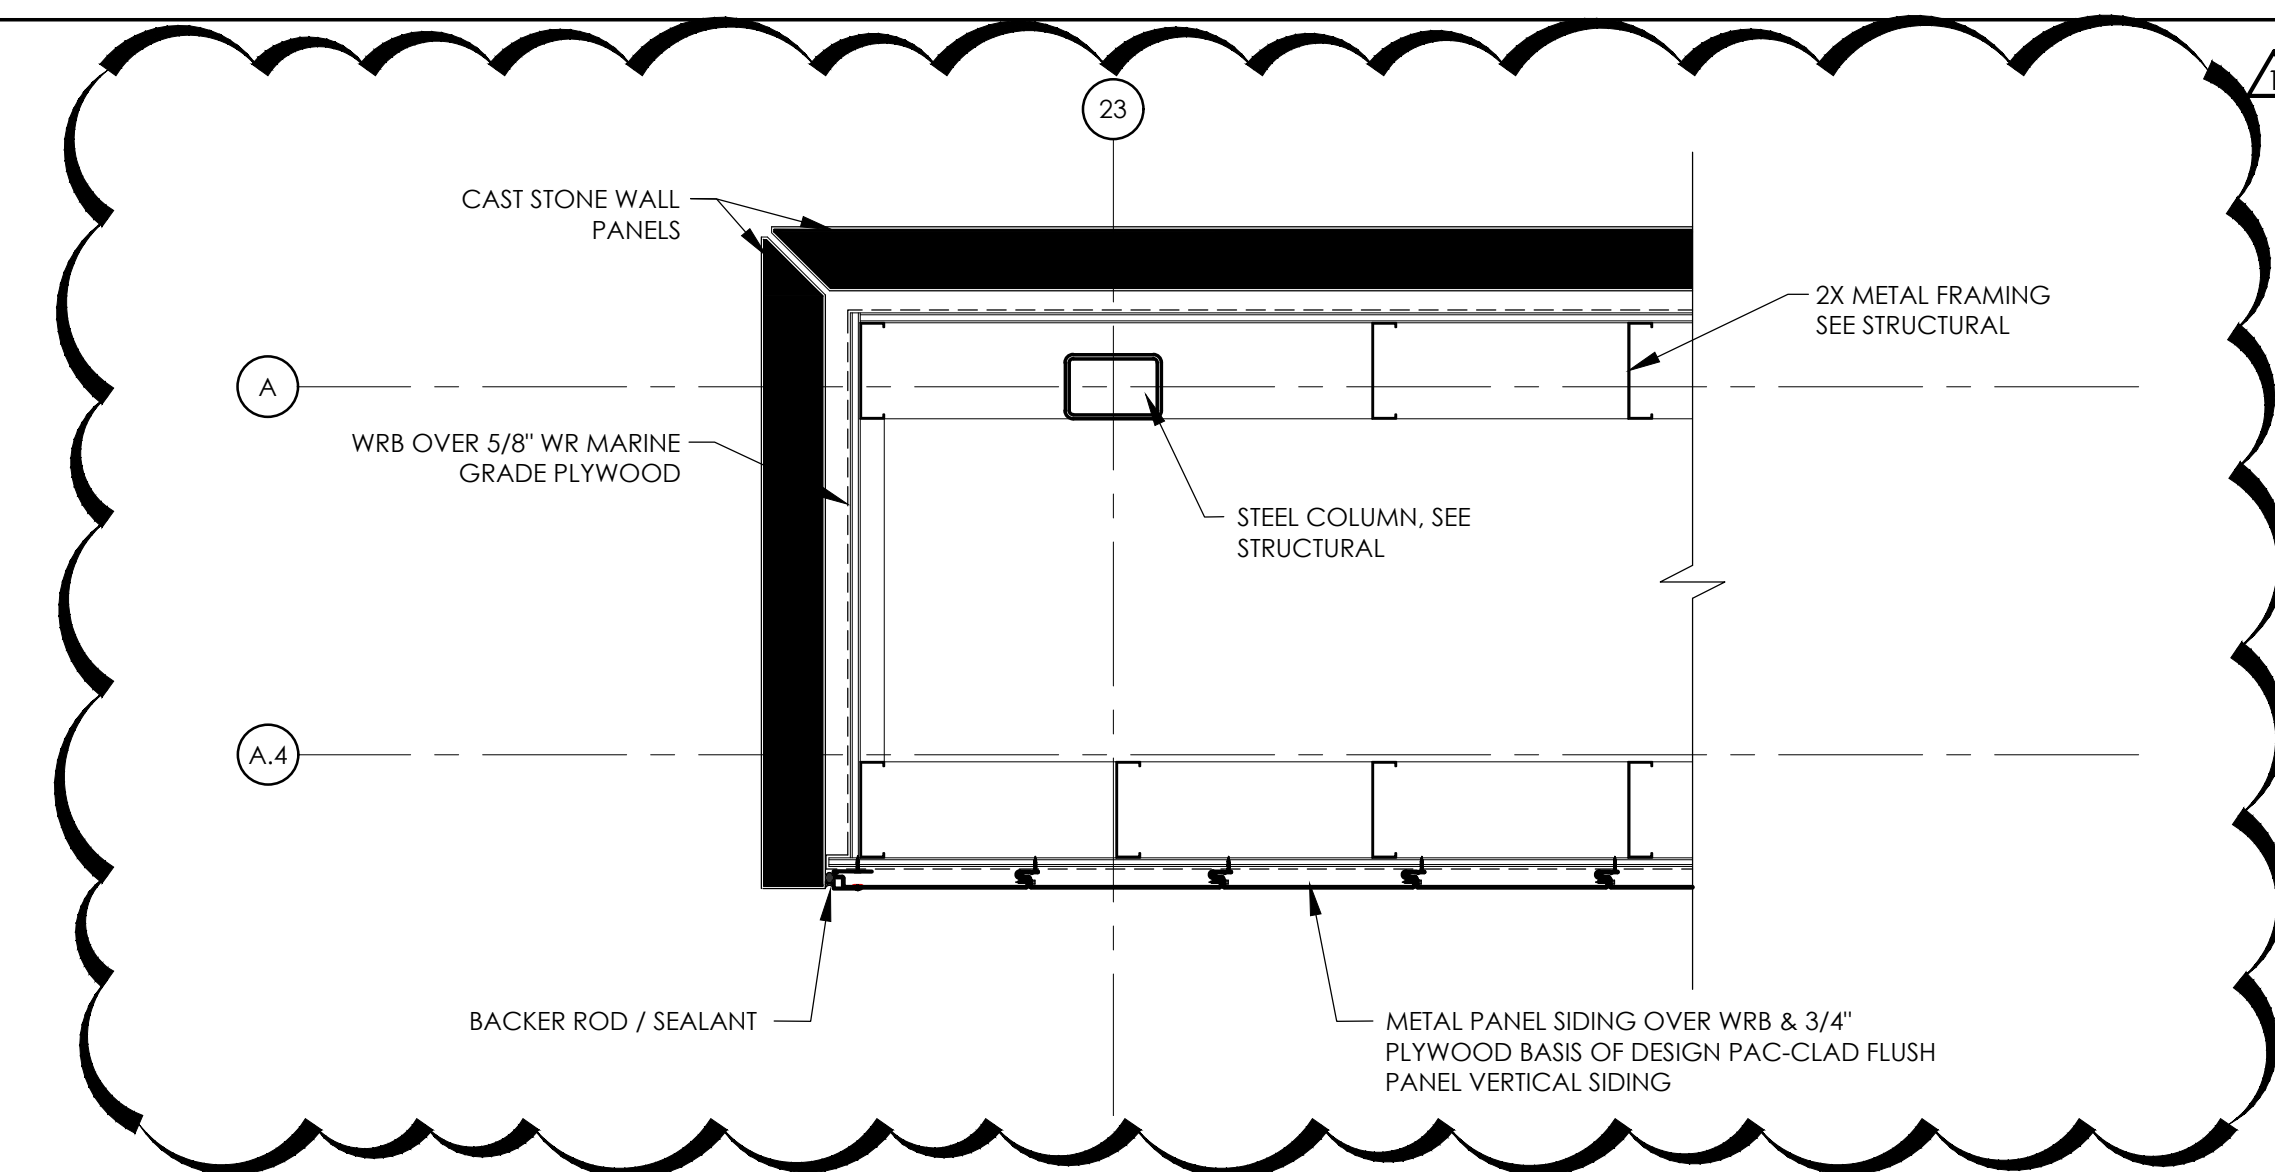 1
23
CAST STONE WALL
PANELS
2X METAL FRAMING
SEE STRUCTURAL
A
WRB OVER 5/8" WR MARINE
GRADE PLYWOOD
STEEL COLUMN, SEE
STRUCTURAL
A.4
BACKER ROD / SEALANT
METAL PANEL SIDING OVER WRB & 3/4"
PLYWOOD BASIS OF DESIGN PAC-CLAD FLUSH
PANEL VERTICAL SIDING